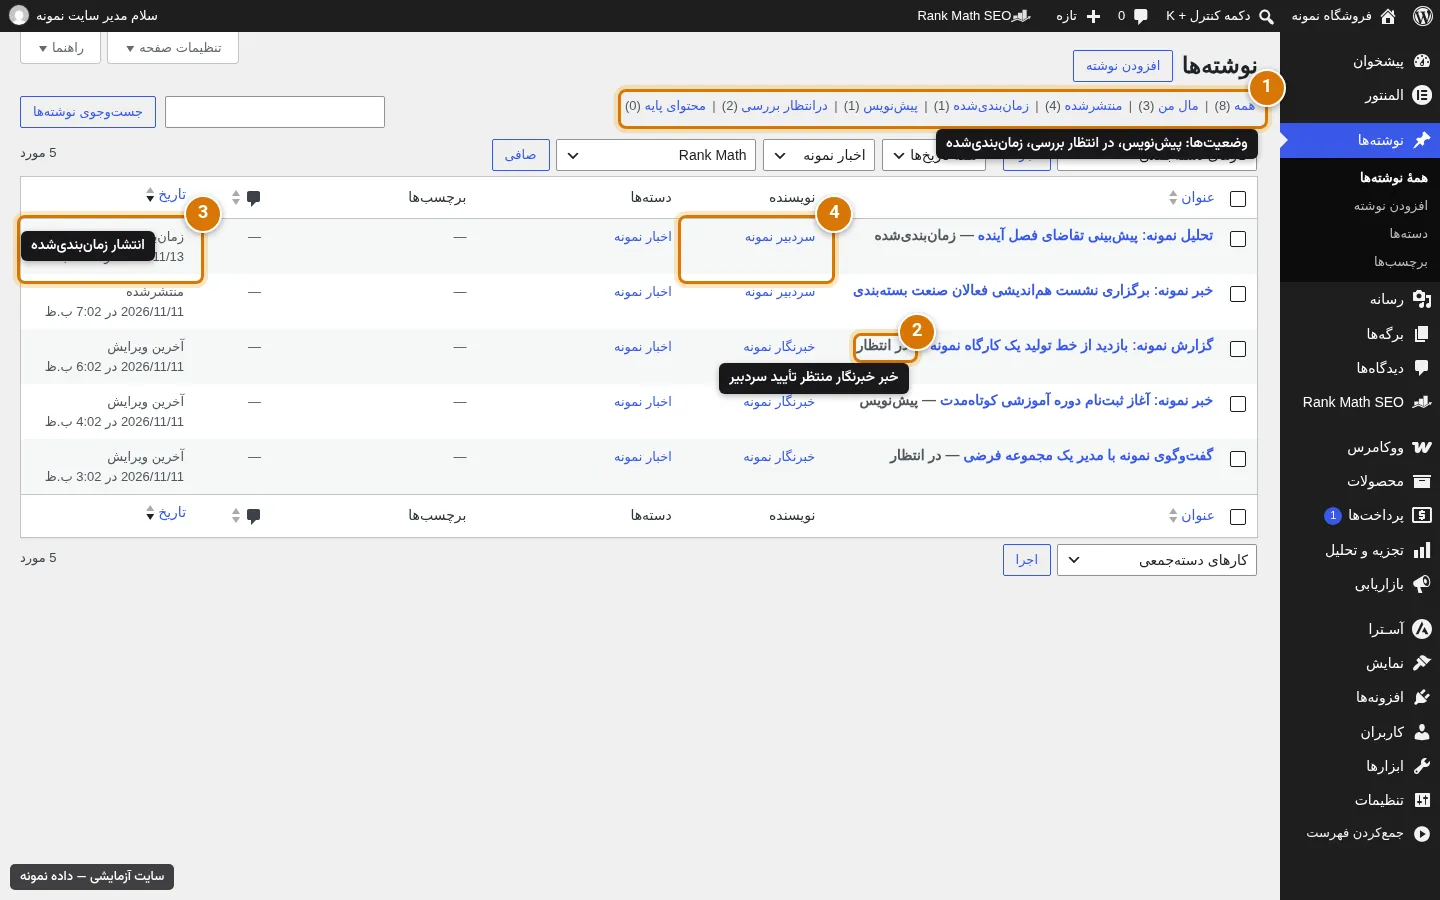 فروشگاه نمونه
دکمه کنترل + K
0
تازه
Rank Math SEO
سلام مدیر سایت نمونه
پیشخوان
المنتور
نوشته‌ها
همهٔ نوشته‌ها
افزودن نوشته
دسته‌ها
برچسب‌ها
رسانه
برگه‌ها
دیدگاه‌ها
Rank Math SEO
ووکامرس
محصولات
پرداخت‌ها 1
تجزیه و تحلیل
بازاریابی
آسترا
نمایش
افزونه‌ها
کاربران
ابزارها
تنظیمات
جمع‌کردن فهرست
تنظیمات صفحه
راهنما
نوشته‌ها
افزودن نوشته
1
همه (8) | مال من (3) | منتشرشده (4) | زمان‌بندی‌شده (1) | پیش‌نویس (1) | درانتظار بررسی (2) | محتوای پایه (0)
جست‌وجوی نوشته‌ها
وضعیت‌ها: پیش‌نویس، در انتظار بررسی، زمان‌بندی‌شده
اخبار نمونه
Rank Math
صافی
5 مورد
عنوان نویسنده دسته‌ها برچسب‌ها تاریخ
4
3
تحلیل نمونه: پیش‌بینی تقاضای فصل آینده — زمان‌بندی‌شده سردبیر نمونه اخبار نمونه — — 
انتشار زمان‌بندی‌شده
خبر نمونه: برگزاری نشست هم‌اندیشی فعالان صنعت بسته‌بندی سردبیر نمونه اخبار نمونه — — منتشرشده
2026/11/11 در 7:02 ب.ظ
2
گزارش نمونه: بازدید از خط تولید یک کارگاه نمونه در انتظار خبرنگار نمونه اخبار نمونه — — آخرین ویرایش
2026/11/11 در 6:02 ب.ظ
خبر خبرنگار منتظر تأیید سردبیر
خبر نمونه: آغاز ثبت‌نام دوره آموزشی کوتاه‌مدت — پیش‌نویس خبرنگار نمونه اخبار نمونه — — آخرین ویرایش
2026/11/11 در 4:02 ب.ظ
گفت‌وگوی نمونه با مدیر یک مجموعه فرضی — در انتظار خبرنگار نمونه اخبار نمونه — — آخرین ویرایش
2026/11/11 در 3:02 ب.ظ
عنوان نویسنده دسته‌ها برچسب‌ها تاریخ
کارهای دسته‌جمعی
اجرا
5 مورد
سایت آزمایشی — داده نمونه